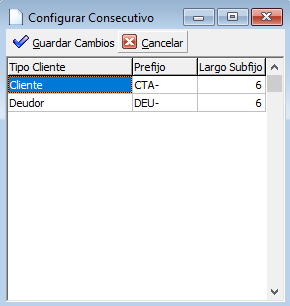 Configurar Consecutivo
Guardar Cambios Cancelar
Tipo Cliente Prefijo Largo Subfijo
Cliente CTA- 6
Deudor DEU- 6